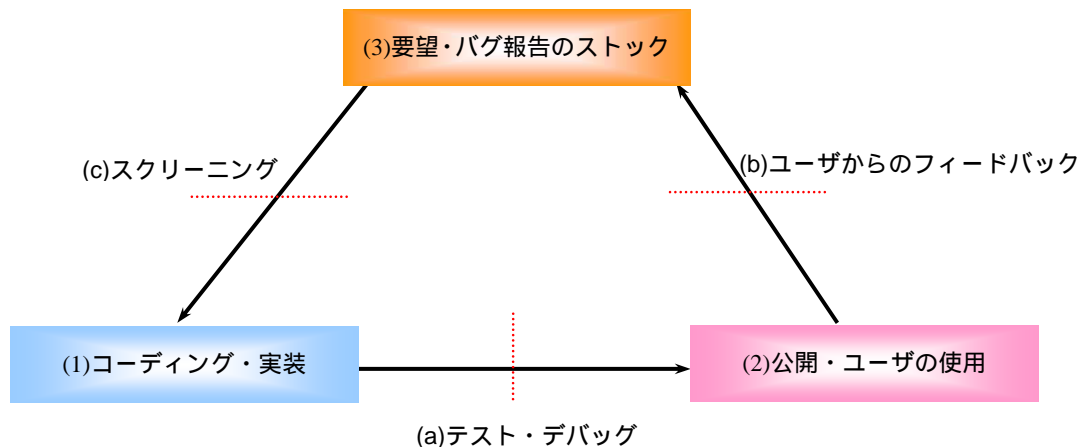 (3)要望・バグ報告のストック
(c)スクリーニング
(b)ユーザからのフィードバック
(1)コーディング・実装
(2)公開・ユーザの使用
(a)テスト・デバッグ